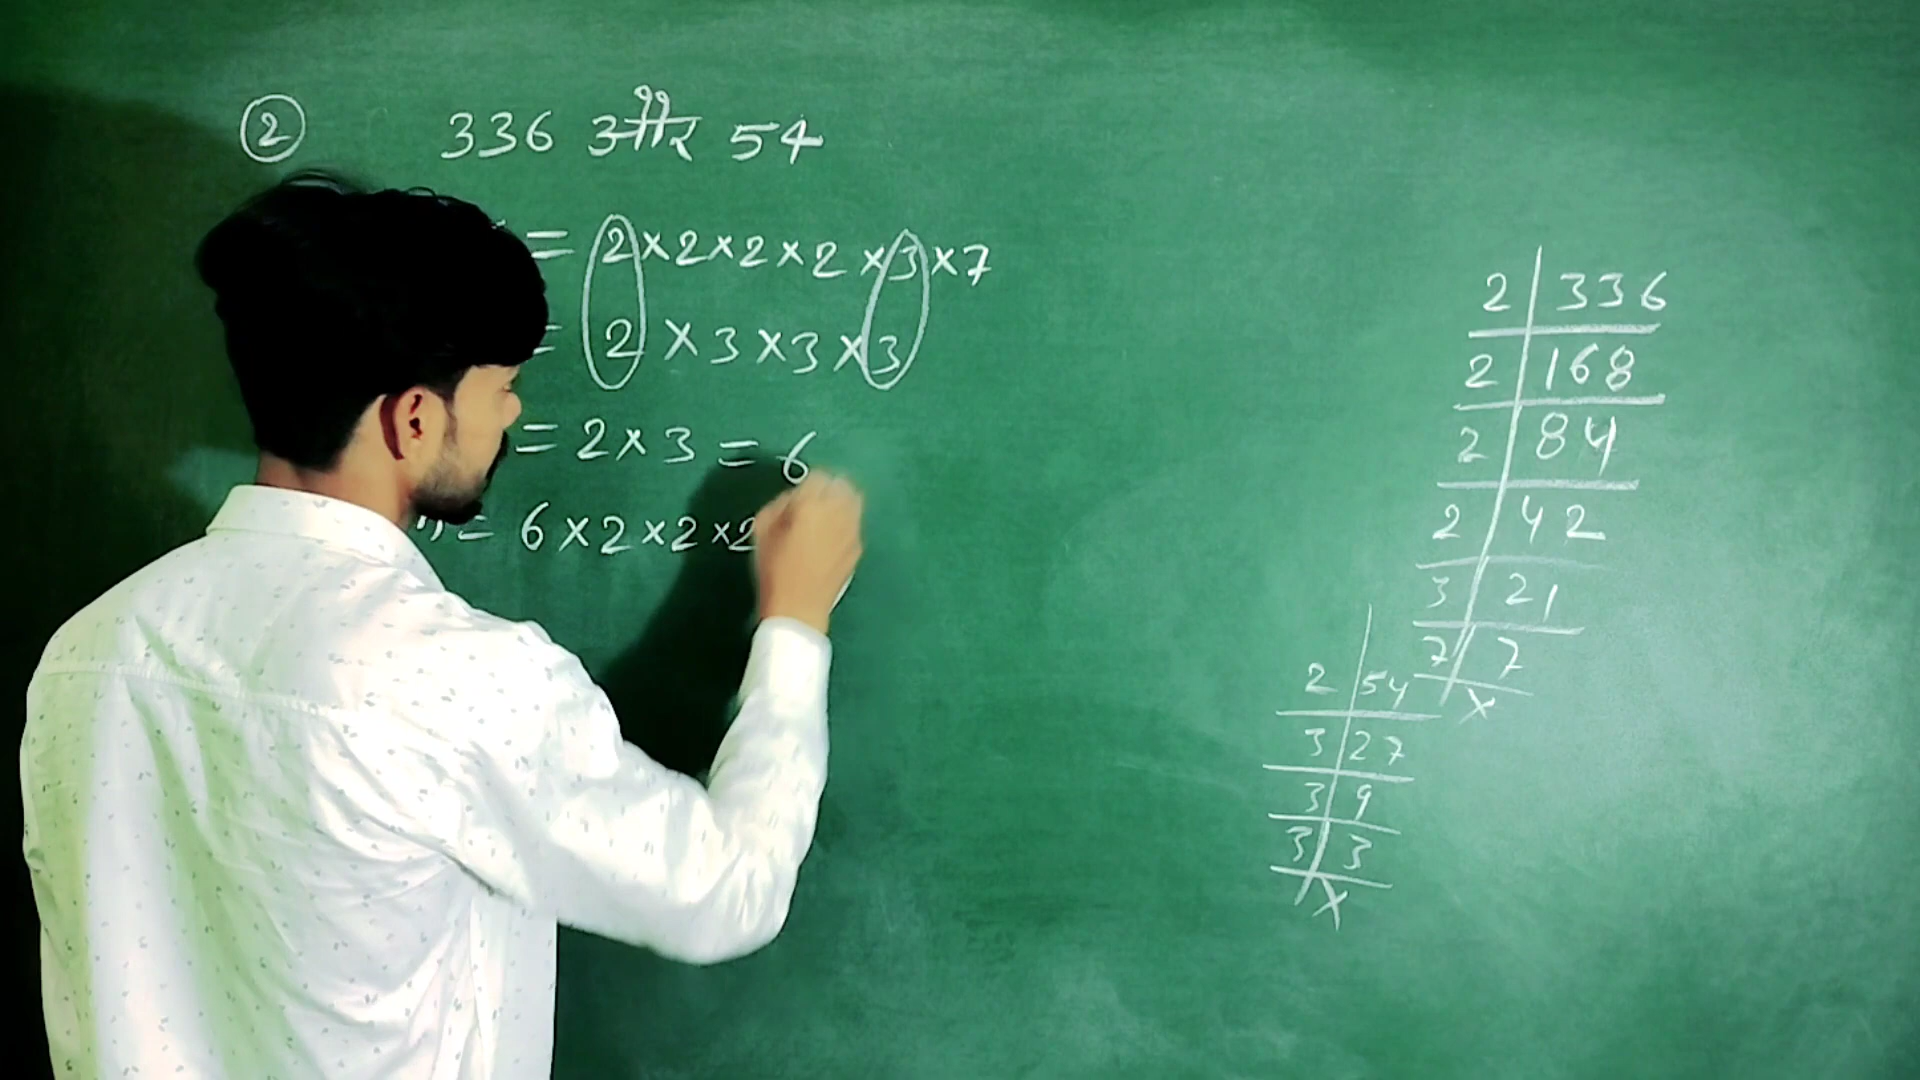 ② 336 और 54
= 2×2×2×2×3×7
= 2×3×3×3
= 2×3 = 6
= 6×2×2×2
2 | 336
2 | 168
2 | 84
2 | 42
3 | 21
7 | 7
x
2 | 54
3 | 27
3 | 9
3 | 3
x